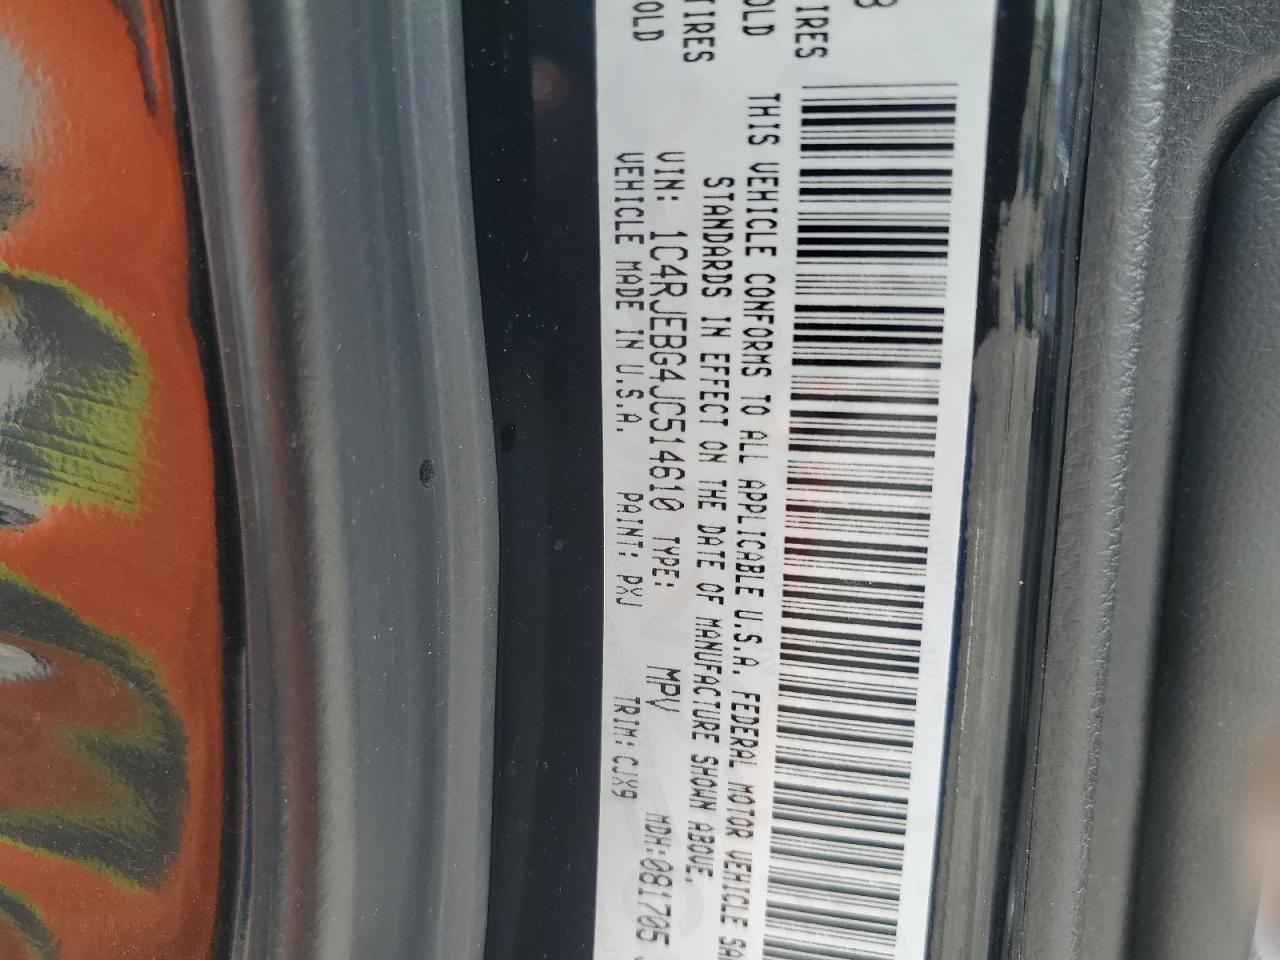 IRES
OLD
TIRES
OLD
THIS VEHICLE CONFORMS TO ALL APPLICABLE U.S.A. FEDERAL MOTOR VEHICLE SA
STANDARDS IN EFFECT ON THE DATE OF MANUFACTURE SHOWN ABOVE.
VIN: 1C4RJEBG4JC514610 TYPE: MPV MDH:081705
VEHICLE MADE IN U.S.A. PAINT: PXJ TRIM: CJX9